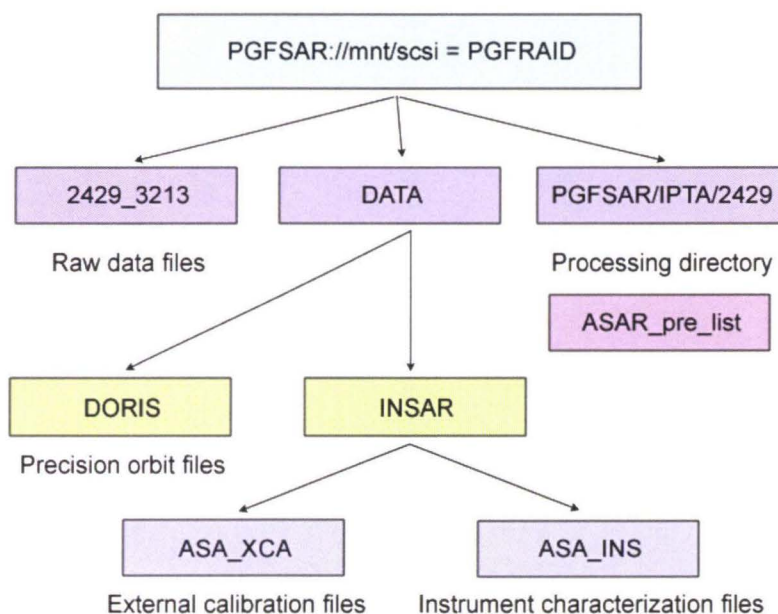 PGFSAR://mnt/scsi = PGFRAID
2429_3213
DATA
PGFSAR/IPTA/2429
Raw data files
Processing directory
ASAR_pre_list
DORIS
INSAR
Precision orbit files
ASA_XCA
ASA_INS
External calibration files
Instrument characterization files